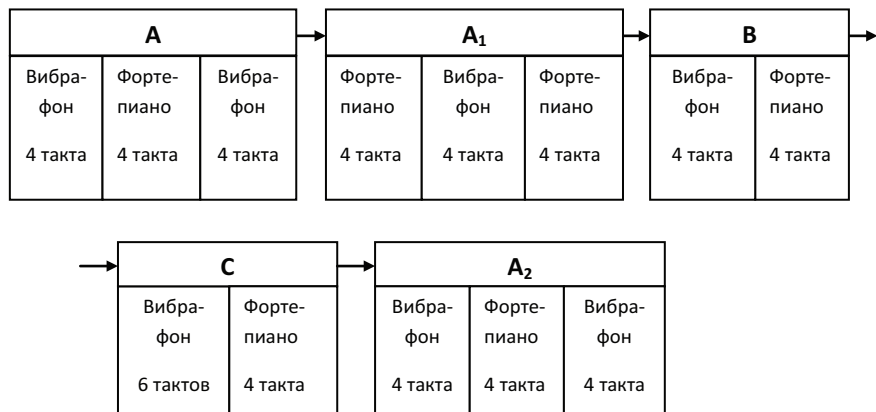 A
Вибра-
фон
4 такта
Фортe-
пиано
4 такта
Вибра-
фон
4 такта
A₁
Форте-
пиано
4 такта
Вибра-
фон
4 такта
Форте-
пиано
4 такта
B
Вибра-
фон
4 такта
Форте-
пиано
4 такта
C
Вибра-
фон
6 тактов
Форте-
пиано
4 такта
A₂
Вибра-
фон
4 такта
Форте-
пиано
4 такта
Вибра-
фон
4 такта